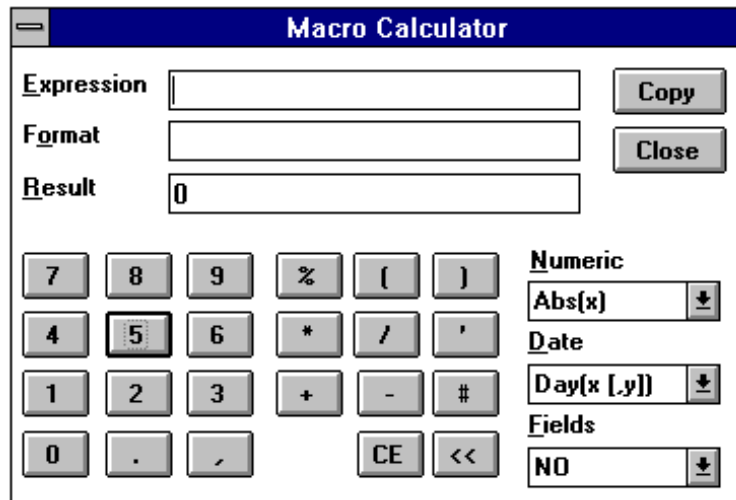 Macro Calculator
Expression
Copy
Format
Close
Result 0
7 8 9 % ( )
Numeric
Abs(x)
4 5 6 * / '
Date
1 2 3 + - #
Day(x [,y])
Fields
0 . , CE <<
NO